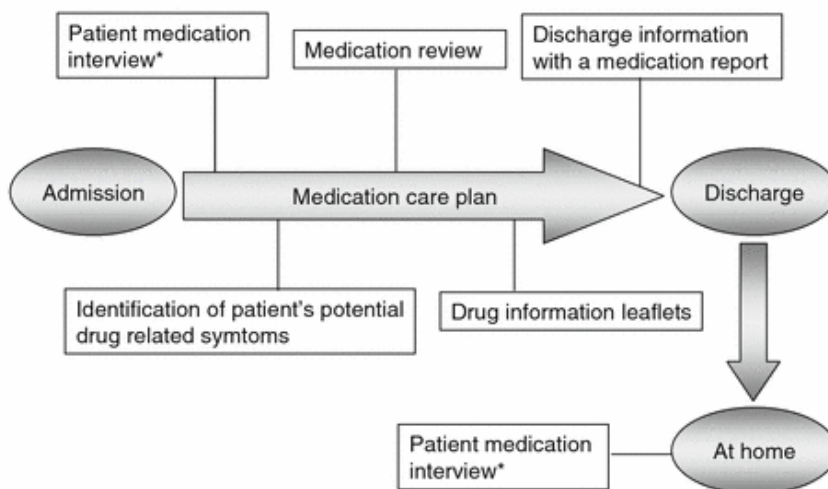 Patient medication
interview*
Medication review
Discharge information
with a medication report
Admission
Medication care plan
Discharge
Identification of patient's potential
drug related symtoms
Drug information leaflets
Patient medication
interview*
At home